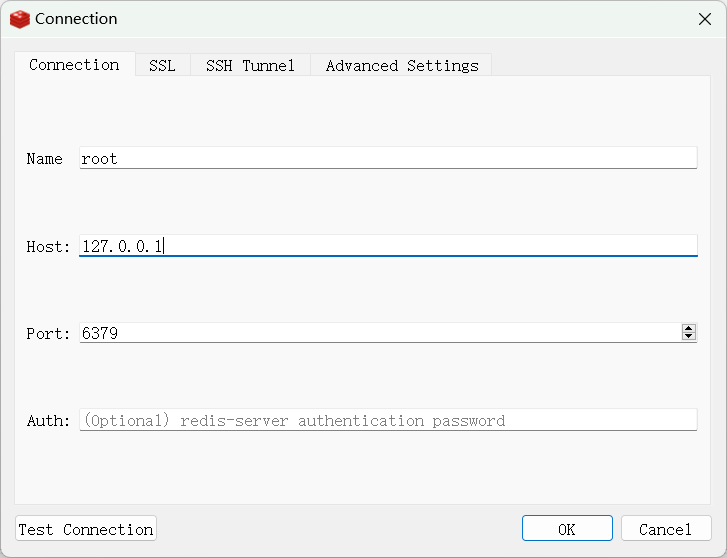 Connection
Connection SSL SSH Tunnel Advanced Settings
Name root
Host: 127.0.0.1
Port: 6379
Auth: (Optional) redis-server authentication password
Test Connection OK Cancel